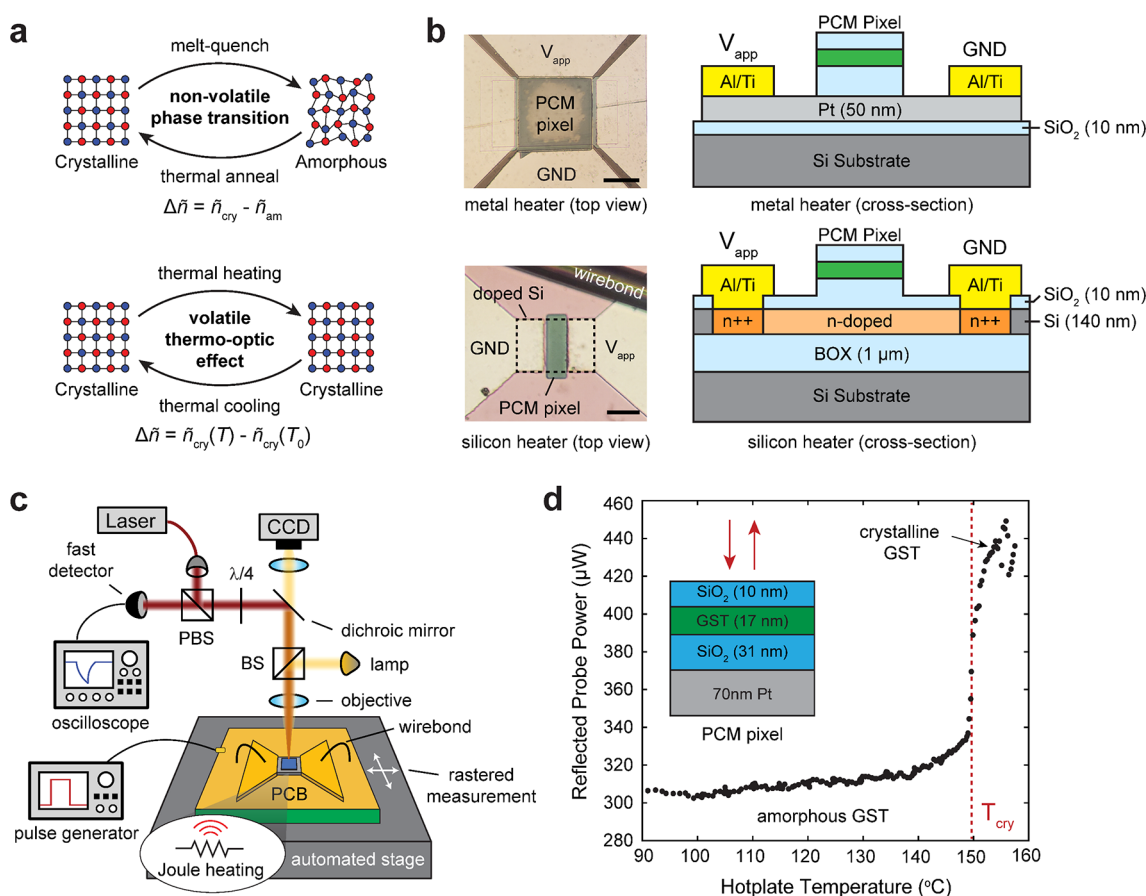 a
melt-quench
non-volatile
phase transition
Crystalline
Amorphous
thermal anneal
Δñ = ñcry - ñam
thermal heating
volatile
thermo-optic
effect
Crystalline
Crystalline
thermal cooling
Δñ = ñcry(T) - ñcry(T0)
b
Vapp
PCM
pixel
GND
metal heater (top view)
PCM Pixel
Vapp
GND
Al/Ti
Al/Ti
Pt (50 nm)
SiO2 (10 nm)
Si Substrate
metal heater (cross-section)
wirebond
doped Si
GND
Vapp
PCM pixel
silicon heater (top view)
PCM Pixel
Vapp
GND
Al/Ti
Al/Ti
SiO2 (10 nm)
n++
n-doped
n++
Si (140 nm)
BOX (1 µm)
Si Substrate
silicon heater (cross-section)
c
Laser
CCD
fast
detector
λ/4
PBS
dichroic mirror
BS
lamp
oscilloscope
objective
wirebond
PCB
rastered
measurement
pulse generator
Joule heating
automated stage
d
Reflected Probe Power (µW)
460
440
420
400
380
360
340
320
300
280
crystalline
GST
SiO2 (10 nm)
GST (17 nm)
SiO2 (31 nm)
70nm Pt
PCM pixel
amorphous GST
Tcry
90 100 110 120 130 140 150 160
Hotplate Temperature (oC)